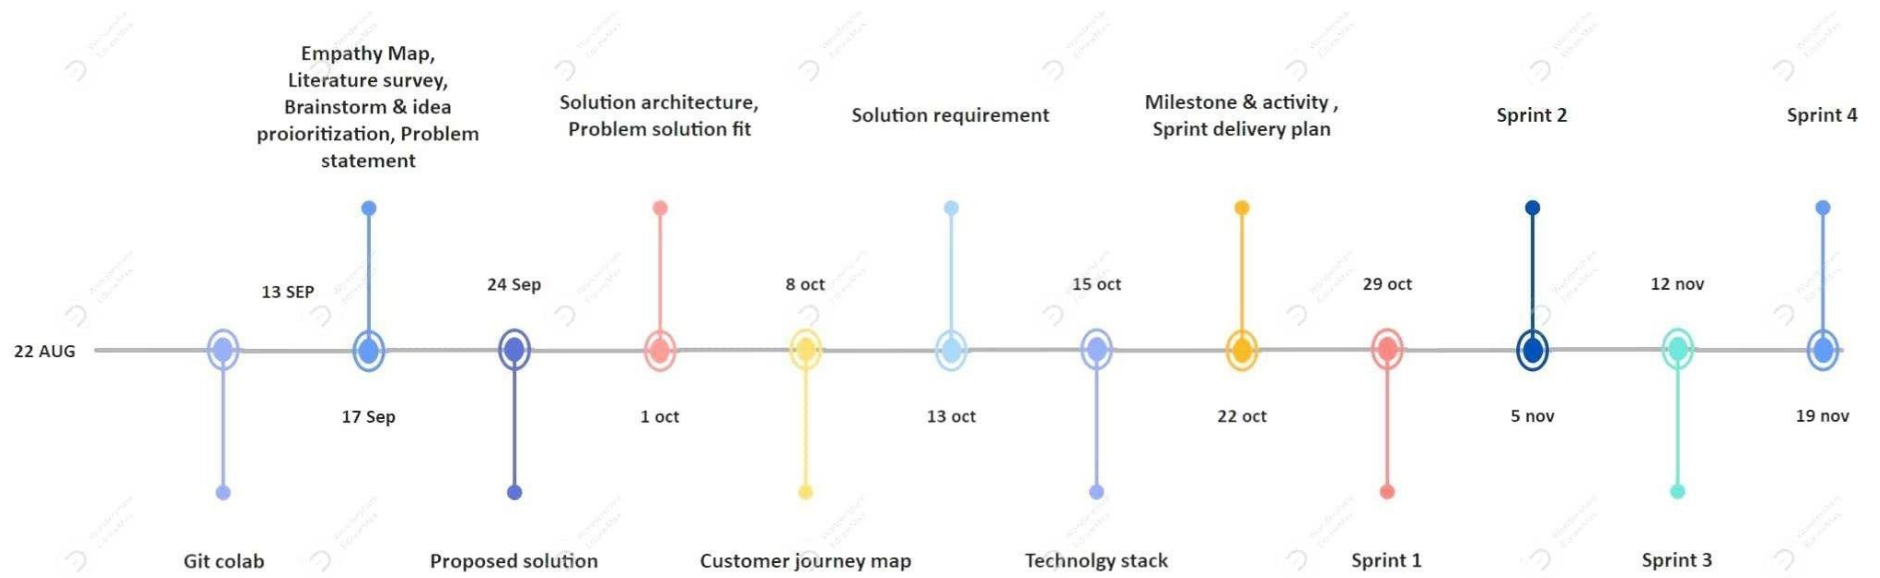 Empathy Map,
Literature survey,
Brainstorm & idea
proioritization, Problem
statement
Solution architecture,
Problem solution fit
Solution requirement
Milestone & activity ,
Sprint delivery plan
Sprint 2
Sprint 4
13 SEP
24 Sep
8 oct
15 oct
29 oct
12 nov
22 AUG
17 Sep
1 oct
13 oct
22 oct
5 nov
19 nov
Git colab
Proposed solution
Customer journey map
Technolgy stack
Sprint 1
Sprint 3